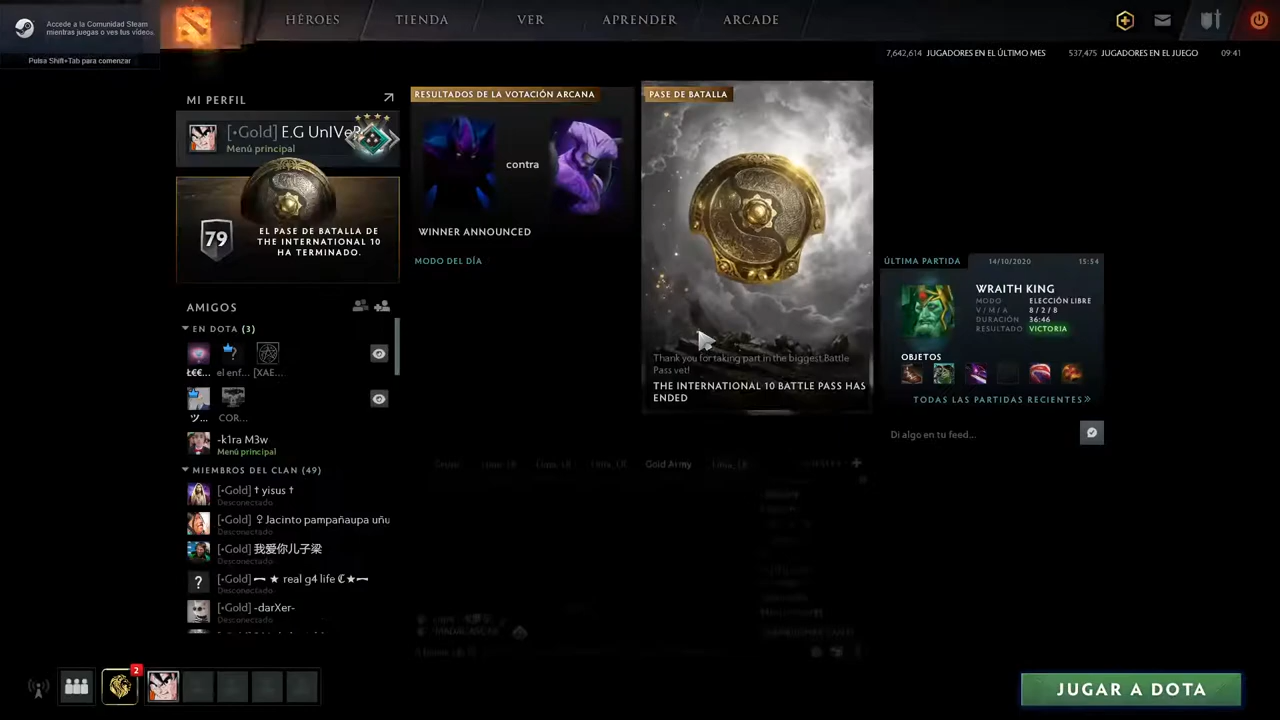 Accede a la Comunidad Steam
mientras juegas o ves tus vídeos.
Pulsa Shift+Tab para comenzar
HÉROES
TIENDA
VER
APRENDER
ARCADE
7,642,614 JUGADORES EN EL ÚLTIMO MES
537,475 JUGADORES EN EL JUEGO
09:41
MI PERFIL
[•Gold] E.G UnIVeR
Menú principal
79
EL PASE DE BATALLA DE
THE INTERNATIONAL 10
HA TERMINADO.
AMIGOS
EN DOTA (3)
el enf...
[XAE...
COR...
-k1ra M3w
Menú principal
MIEMBROS DEL CLAN (49)
[•Gold] † yisus †
Desconectado
[•Gold] ♀ Jacinto pampañaupa uñu
Desconectado
[•Gold] 我爱你儿子梁
Desconectado
[•Gold] ︻ ★ real g4 life ℭ★︻
Desconectado
[•Gold] -darXer-
Desconectado
RESULTADOS DE LA VOTACIÓN ARCANA
contra
WINNER ANNOUNCED
MODO DEL DÍA
PASE DE BATALLA
Thank you for taking part in the biggest Battle
Pass yet!
THE INTERNATIONAL 10 BATTLE PASS HAS
ENDED
Gold Army
ÚLTIMA PARTIDA
14/10/2020
15:54
WRAITH KING
MODO ELECCIÓN LIBRE
V / M / A 8 / 2 / 8
DURACIÓN 36:46
RESULTADO VICTORIA
OBJETOS
TODAS LAS PARTIDAS RECIENTES
Di algo en tu feed...
2
JUGAR A DOTA